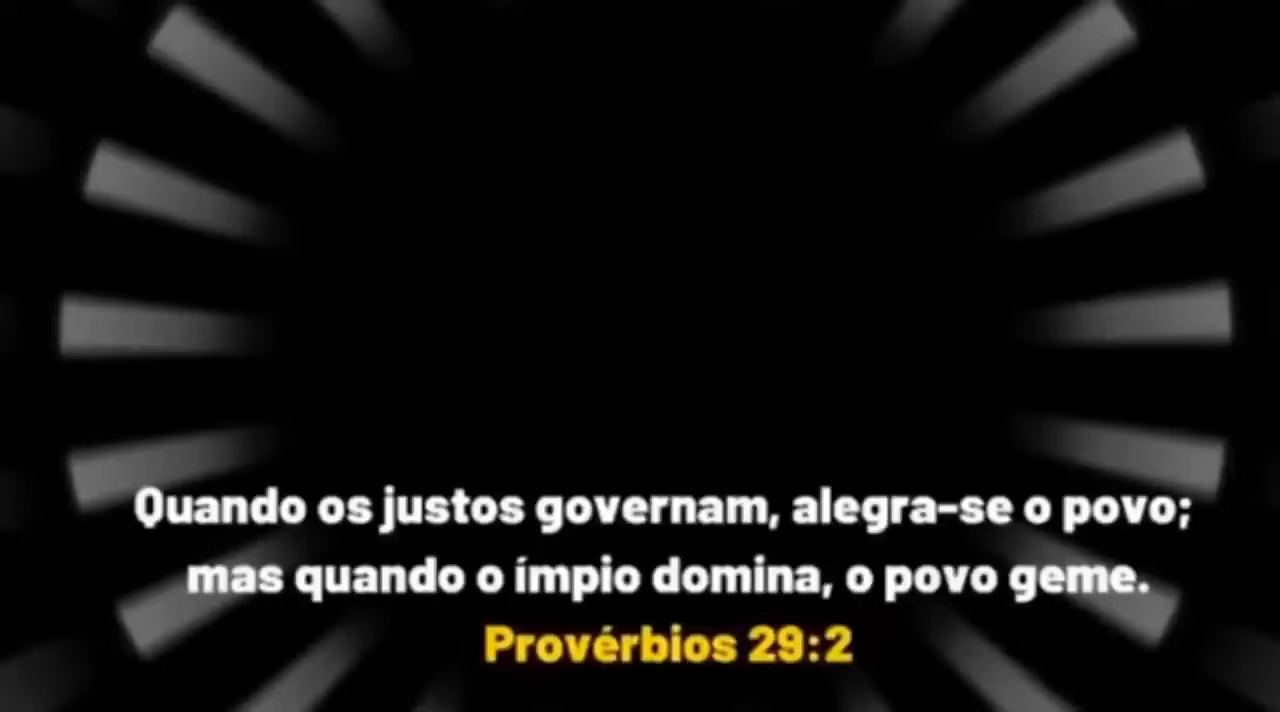 Quando os justos governam, alegra-se o povo;
mas quando o ímpio domina, o povo geme.
Provérbios 29:2